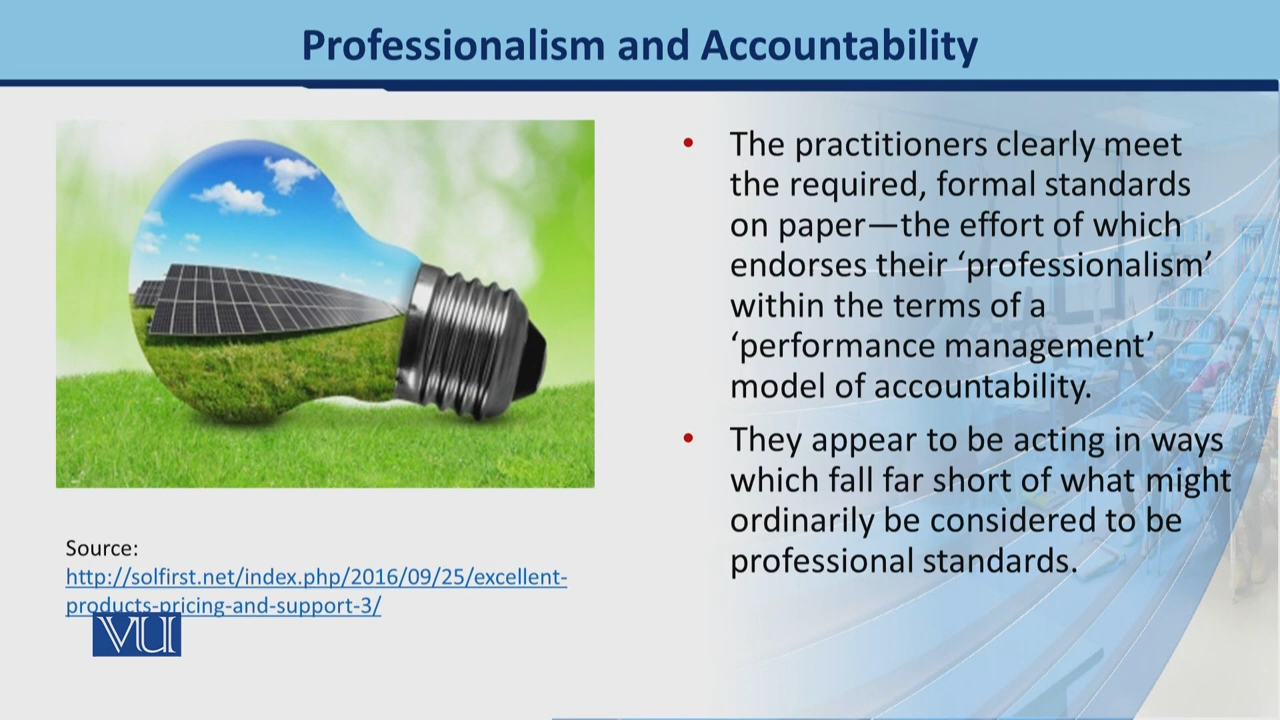 Professionalism and Accountability
• The practitioners clearly meet
the required, formal standards
on paper—the effort of which
endorses their ‘professionalism’
within the terms of a
‘performance management’
model of accountability.
• They appear to be acting in ways
which fall far short of what might
ordinarily be considered to be
professional standards.
Source:
http://solfirst.net/index.php/2016/09/25/excellent-
products-pricing-and-support-3/
VU